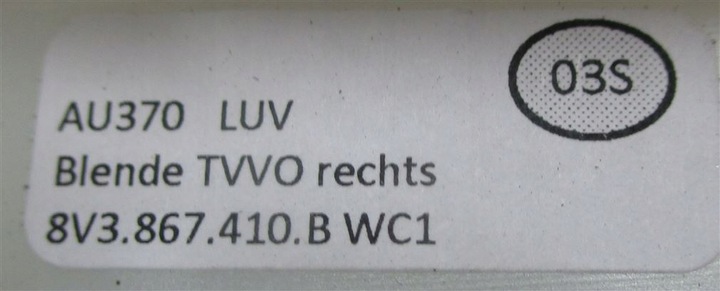 03S
AU370 LUV
Blende TVVO rechts
8V3.867.410.B WC1